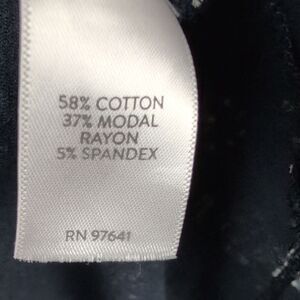 58% COTTON
37% MODAL
RAYON
5% SPANDEX
RN 97641